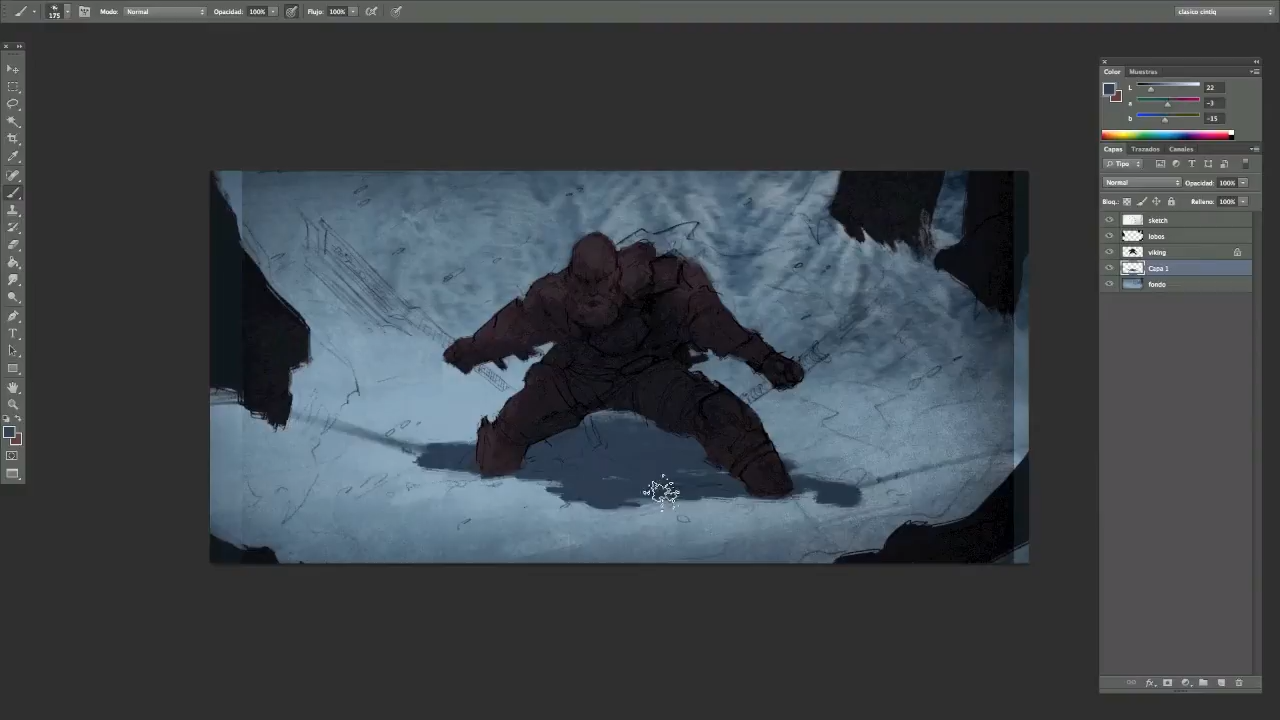 175 Modo: Normal Opacidad: 100% Flujo: 100% clasico cintiq
Color Muestras
L 22
a -3
b -15
Capas Trazados Canales
Tipo
Normal Opacidad: 100%
Bloq.: Relleno: 100%
sketch
lobos
viking
Capa 1
fondo